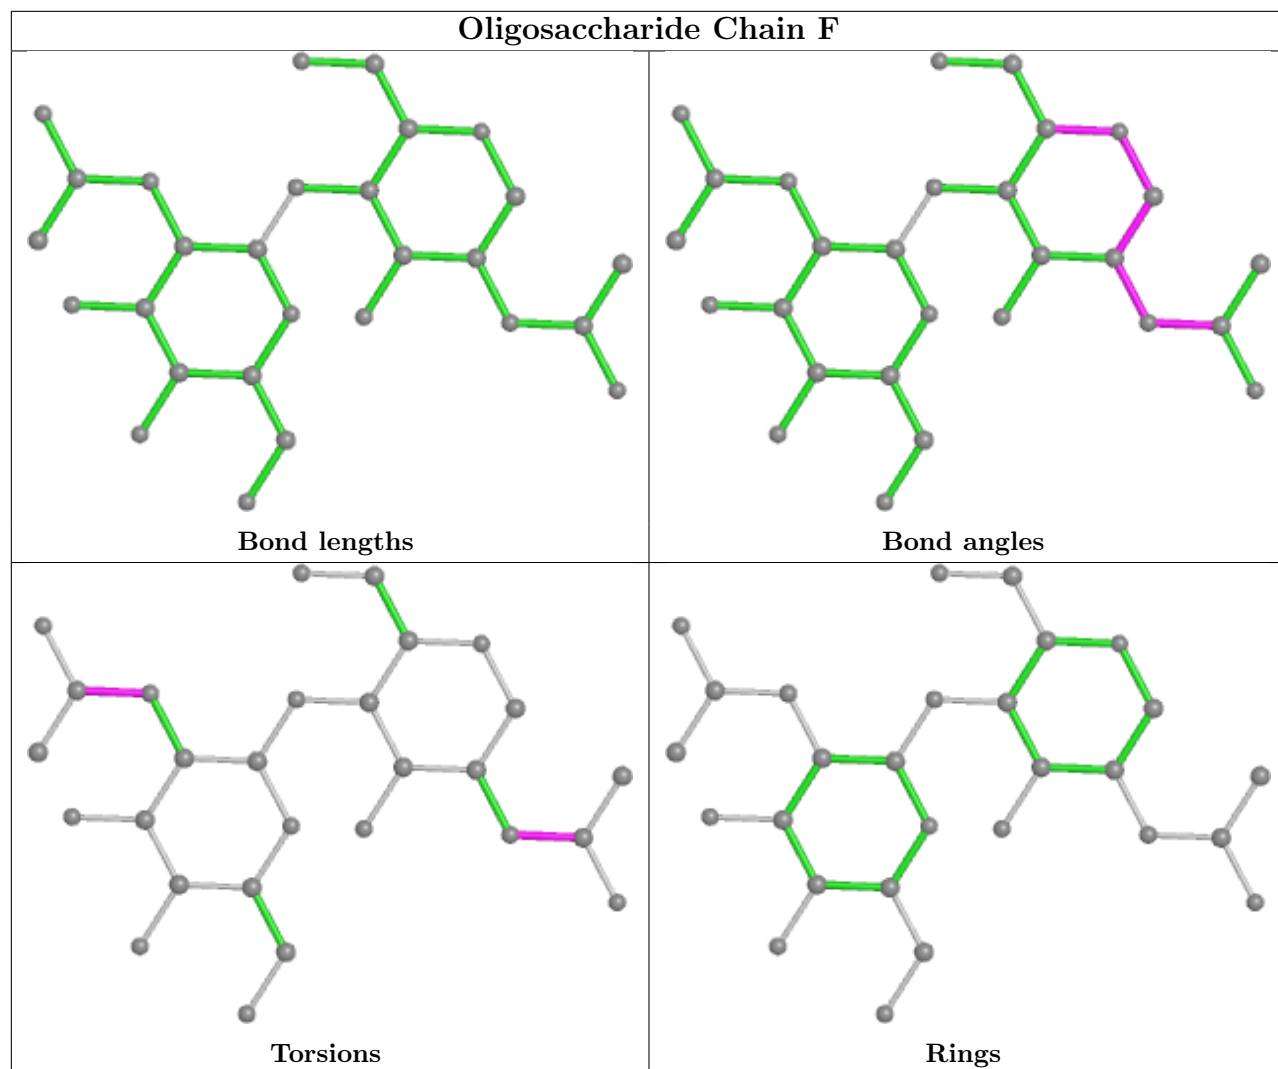 Oligosaccharide Chain F
Bond lengths
Bond angles
Torsions
Rings